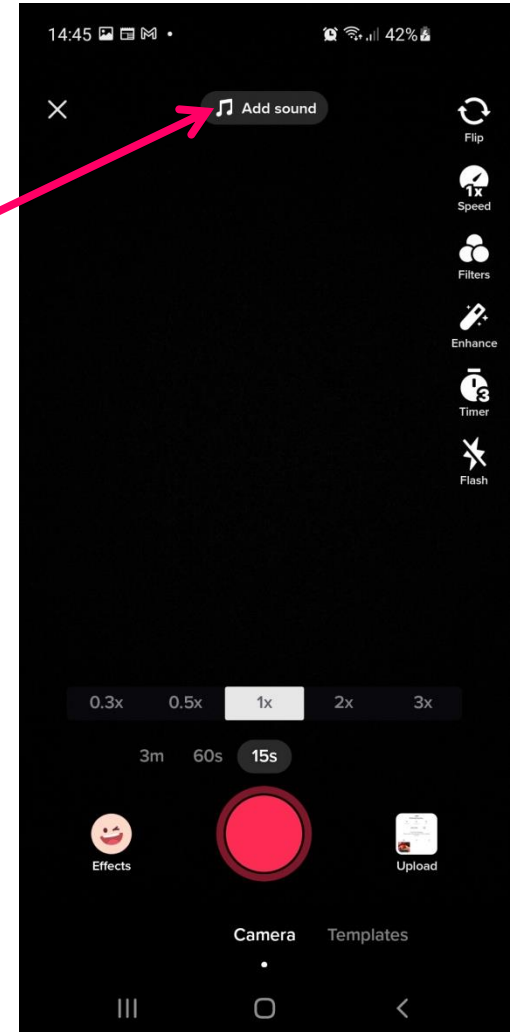 14:45 42%
Add sound
Flip
1x
Speed
Filters
Enhance
3
Timer
Flash
0.3x 0.5x 1x 2x 3x
3m 60s 15s
Effects Upload
Camera Templates